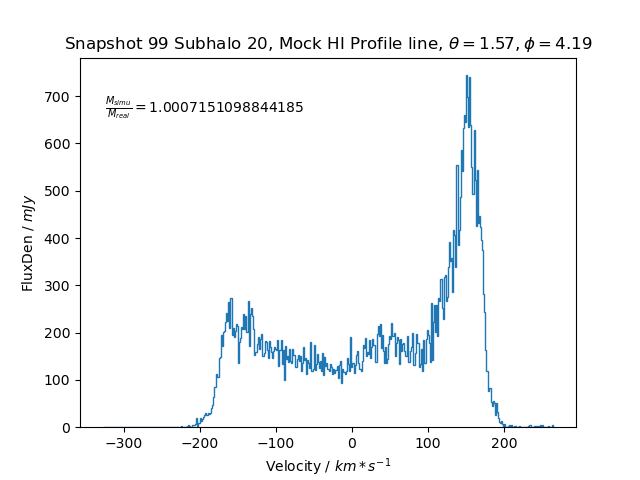 Snapshot 99 Subhalo 20, Mock HI Profile line, θ = 1.57, ϕ = 4.19
M_simu/M_real = 1.0007151098844185
700
600
500
400
300
200
100
0
FluxDen / mJy
−300 −200 −100 0 100 200
Velocity / km * s⁻¹